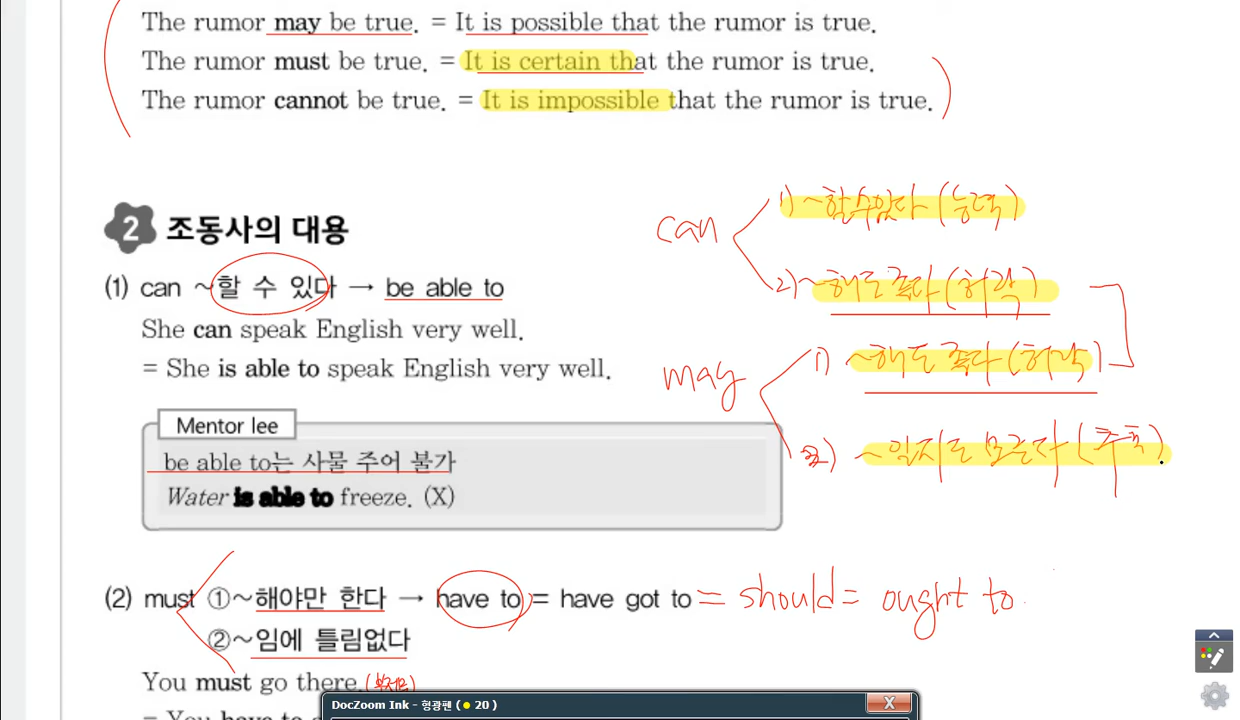 The rumor may be true. = It is possible that the rumor is true.
The rumor must be true. = It is certain that the rumor is true.
The rumor cannot be true. = It is impossible that the rumor is true.
2 조동사의 대용
can
1) ~할 수 있다 (능력)
2) ~해도 좋다 (허락)
(1) can ~할 수 있다 → be able to
She can speak English very well.
= She is able to speak English very well.
may
1) ~해도 좋다 (허락)
2) ~일지도 모른다 (추측)
Mentor lee
be able to는 사물 주어 불가
Water is able to freeze. (X)
(2) must ①~해야만 한다 → have to = have got to = should = ought to
②~임에 틀림없다
You must go there.
DocZoom Ink - 형광펜 ( 20 )
X
= You have to